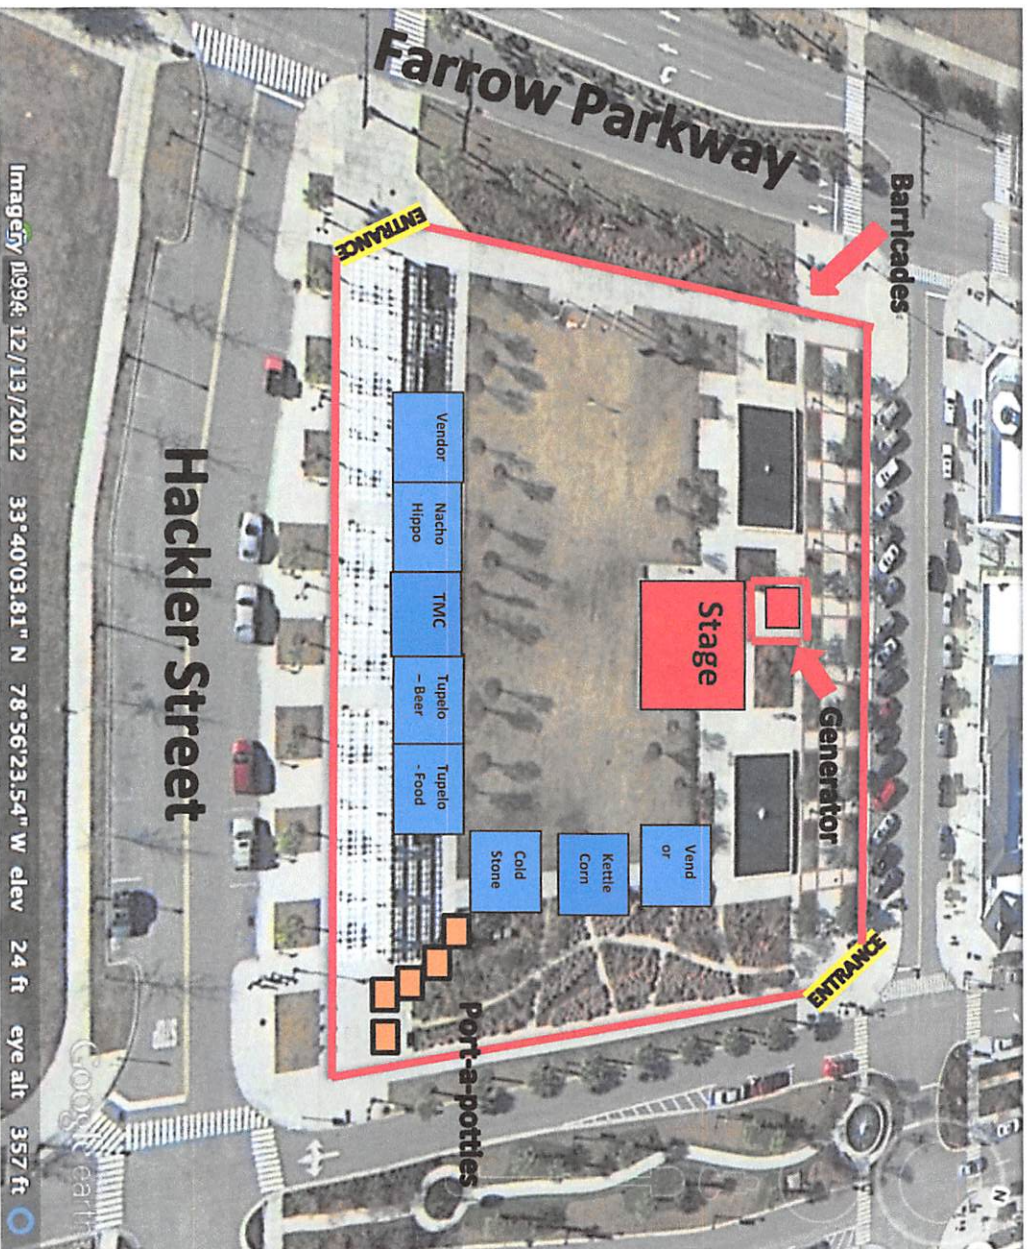 Farrow Parkway
Barricades
ENTRANCE
Vendor
Nacho
Hippo
TMC
Tupelo
– Beer
Tupelo
- Food
Stage
Generator
Vend
or
Kettle
Corn
Cold
Stone
ENTRANCE
Port-a-potties
Hackler Street
Google earth
N
Imagery 12/13/2012 33°40'03.81" N 78°56'23.54" W elev 24 ft eye alt 357 ft
1994